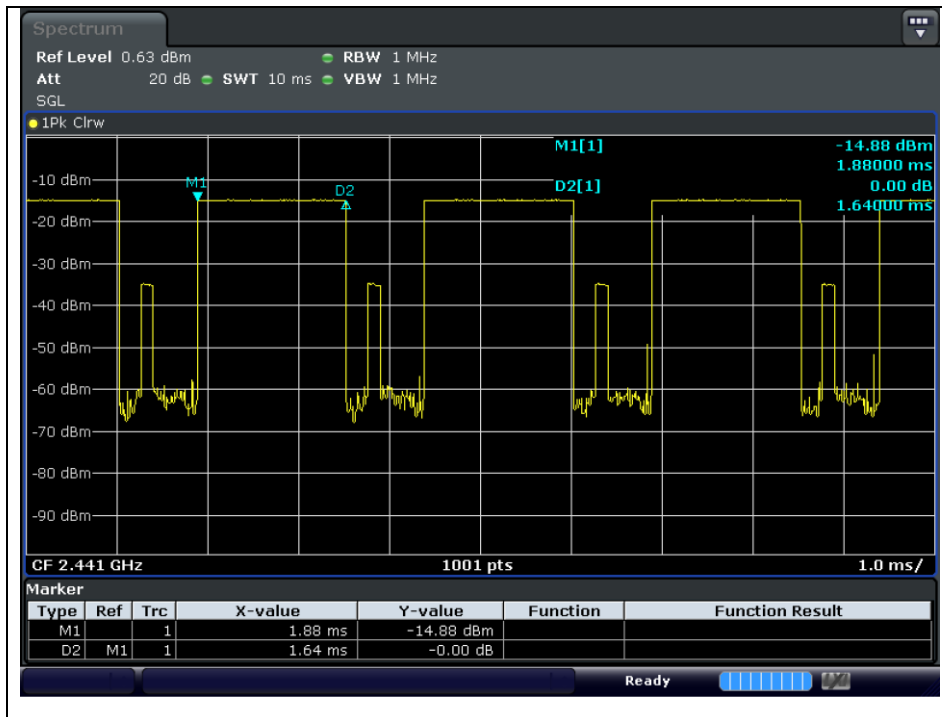 Spectrum
Ref Level 0.63 dBm RBW 1 MHz
Att 20 dB SWT 10 ms VBW 1 MHz
SGL
1Pk Clrw
M1[1] -14.88 dBm
1.88000 ms
D2[1] 0.00 dB
1.64000 ms
M1
D2
-10 dBm
-20 dBm
-30 dBm
-40 dBm
-50 dBm
-60 dBm
-70 dBm
-80 dBm
-90 dBm
CF 2.441 GHz 1001 pts 1.0 ms/
Marker
Type Ref Trc X-value Y-value Function Function Result
M1 1 1.88 ms -14.88 dBm
D2 M1 1 1.64 ms -0.00 dB
Ready